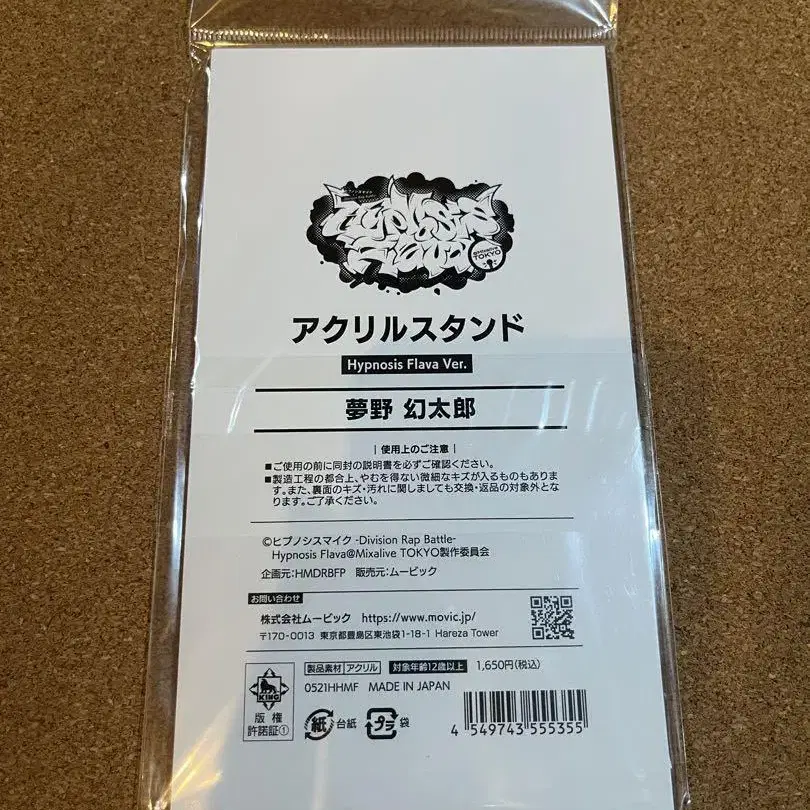 Hypnosis
Flava
@Mixalive
TOKYO
アクリルスタンド
Hypnosis Flava Ver.
夢野 幻太郎
| 使用上のご注意 |
■ご使用の前に同封の説明書を必ずご確認ください。
■製造工程の都合上、やむを得ない微細なキズが入るものもありま
す。また、裏面のキズ・汚れに関しましても交換・返品の対象外とな
ります。ご了承ください。
©ヒプノシスマイク -Division Rap Battle-
Hypnosis Flava@Mixalive TOKYO製作委員会
企画元:HMDRBFP 販売元:ムービック
お問い合わせ
株式会社ムービック https://www.movic.jp/
〒170-0013 東京都豊島区東池袋1-18-1 Hareza Tower
製品素材 アクリル 対象年齢12歳以上 1,650円(税込)
0521HHMF MADE IN JAPAN
KING
版権
許諾証①
紙 台紙 プラ 袋
4 549743 555355